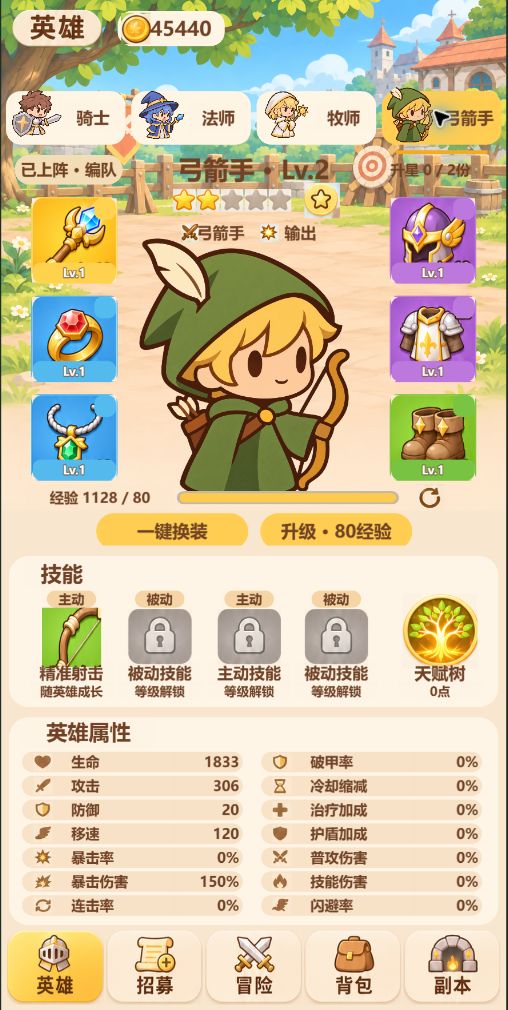 英雄 45440
骑士 法师 牧师 弓箭手
已上阵·编队 弓箭手·Lv.2 升星 0 / 2份
弓箭手 输出
Lv.1 Lv.1
Lv.1 Lv.1
Lv.1 Lv.1
经验 1128 / 80
一键换装 升级·80经验
技能
主动 被动 主动 被动
精准射击 被动技能 主动技能 被动技能 天赋树
随英雄成长 等级解锁 等级解锁 等级解锁 0点
英雄属性
生命 1833 破甲率 0%
攻击 306 冷却缩减 0%
防御 20 治疗加成 0%
移速 120 护盾加成 0%
暴击率 0% 普攻伤害 0%
暴击伤害 150% 技能伤害 0%
连击率 0% 闪避率 0%
英雄 招募 冒险 背包 副本